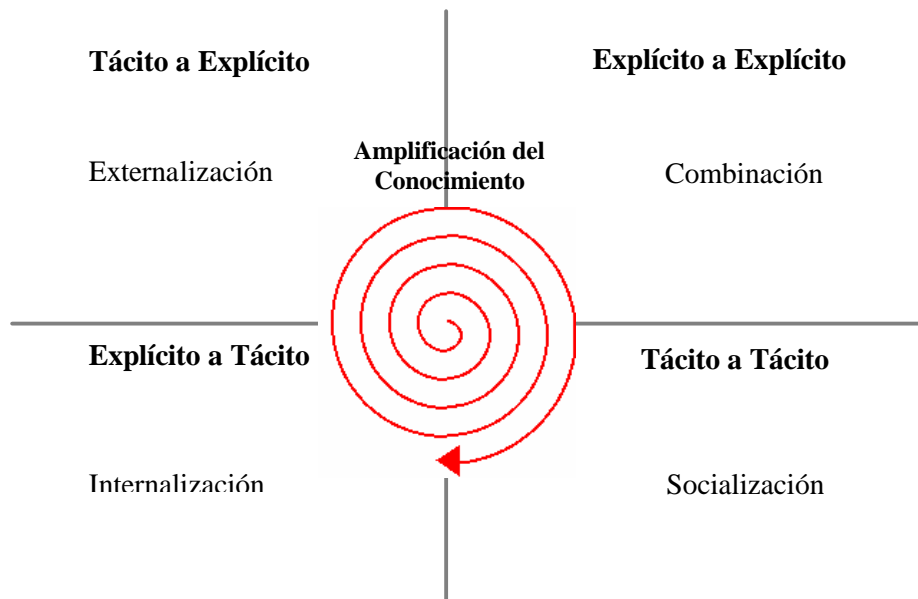 Tácito a Explícito
Explícito a Explícito
Externalización
Amplificación del
Conocimiento
Combinación
Explícito a Tácito
Tácito a Tácito
Internalización
Socialización